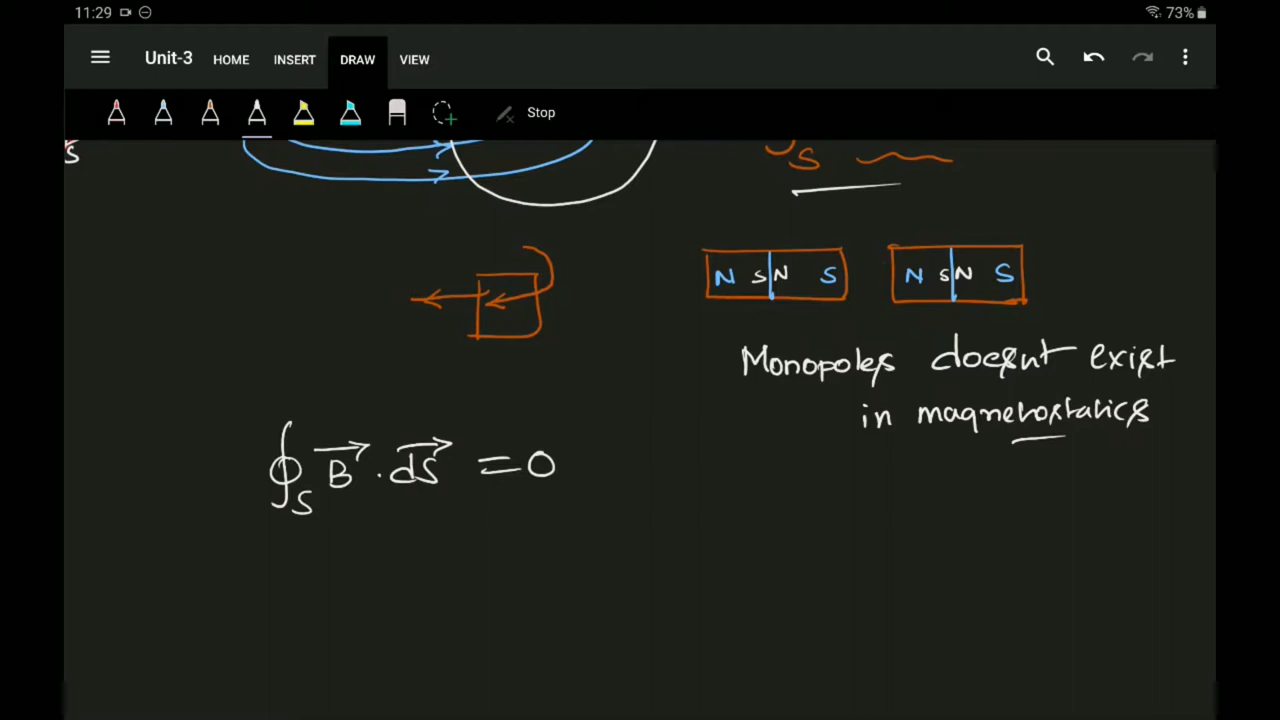 11:29 73%
Unit-3 HOME INSERT DRAW VIEW
Stop
S
S
N S N S N S N S
Monopoles doesnt exist
in magnetostatics
∮S B⃗ . dS⃗ = 0